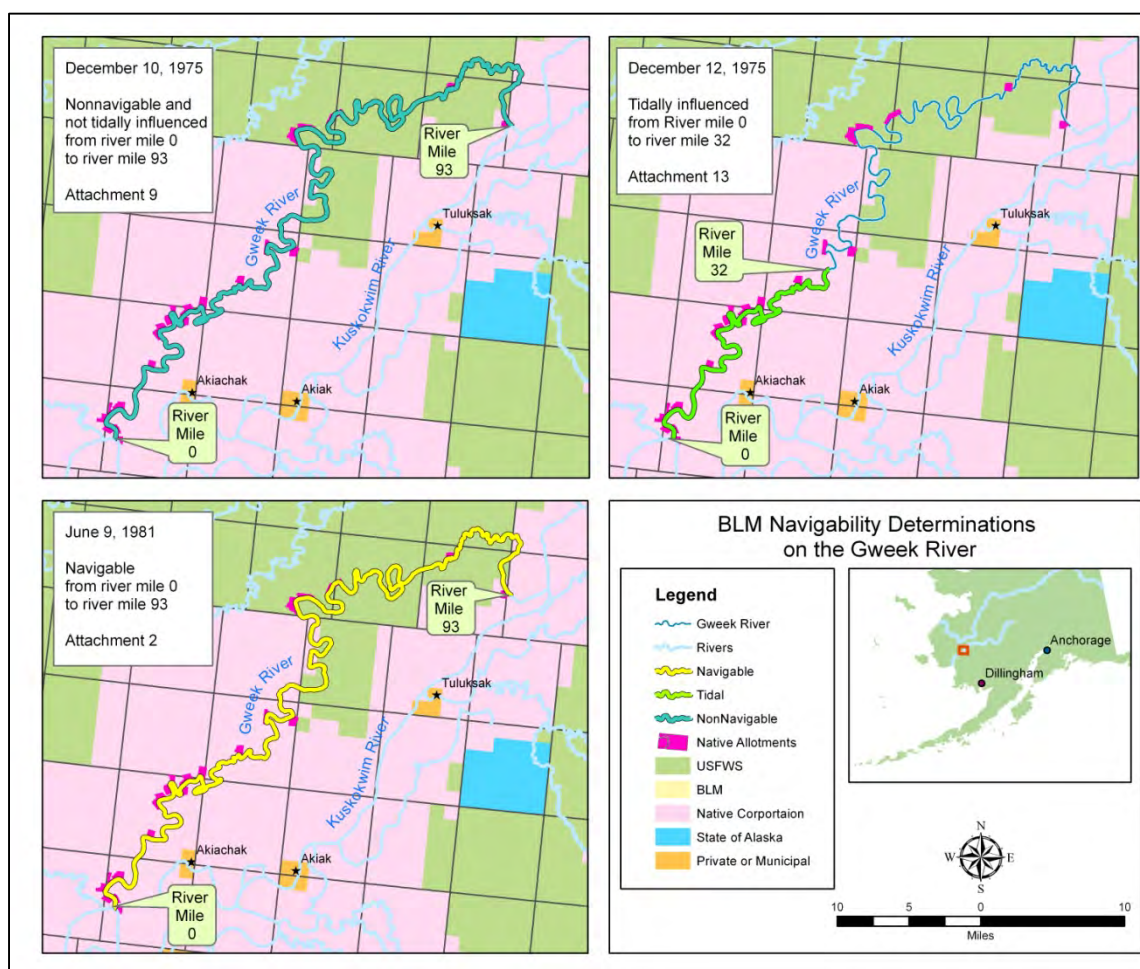 December 10, 1975
Nonnavigable and
not tidally influenced
from river mile 0
to river mile 93
Attachment 9
River
Mile
93
Gweek River
Tuluksak
Kuskokwim River
Akiachak
Akiak
River
Mile
0
December 12, 1975
Tidally influenced
from River mile 0
to river mile 32
Attachment 13
Gweek River
Tuluksak
River
Mile
32
Kuskokwim River
Akiachak
Akiak
River
Mile
0
June 9, 1981
Navigable
from river mile 0
to river mile 93
Attachment 2
River
Mile
93
Gweek River
Tuluksak
Kuskokwim River
Akiachak
Akiak
River
Mile
0
BLM Navigability Determinations
on the Gweek River
Legend
Gweek River
Rivers
Navigable
Tidal
NonNavigable
Native Allotments
USFWS
BLM
Native Corportaion
State of Alaska
Private or Municipal
Anchorage
Dillingham
N
W E
S
10 5 0 10
Miles